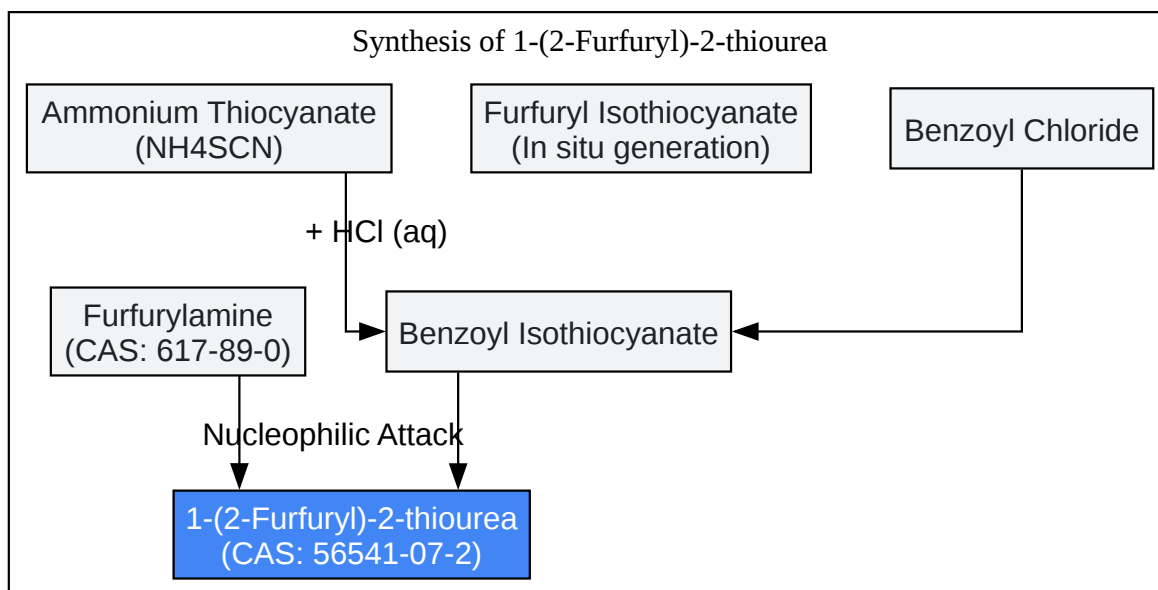 Synthesis of 1-(2-Furfuryl)-2-thiourea
Ammonium Thiocyanate
(NH4SCN)
Furfuryl Isothiocyanate
(In situ generation)
Benzoyl Chloride
+ HCl (aq)
Furfurylamine
(CAS: 617-89-0)
Benzoyl Isothiocyanate
Nucleophilic Attack
1-(2-Furfuryl)-2-thiourea
(CAS: 56541-07-2)